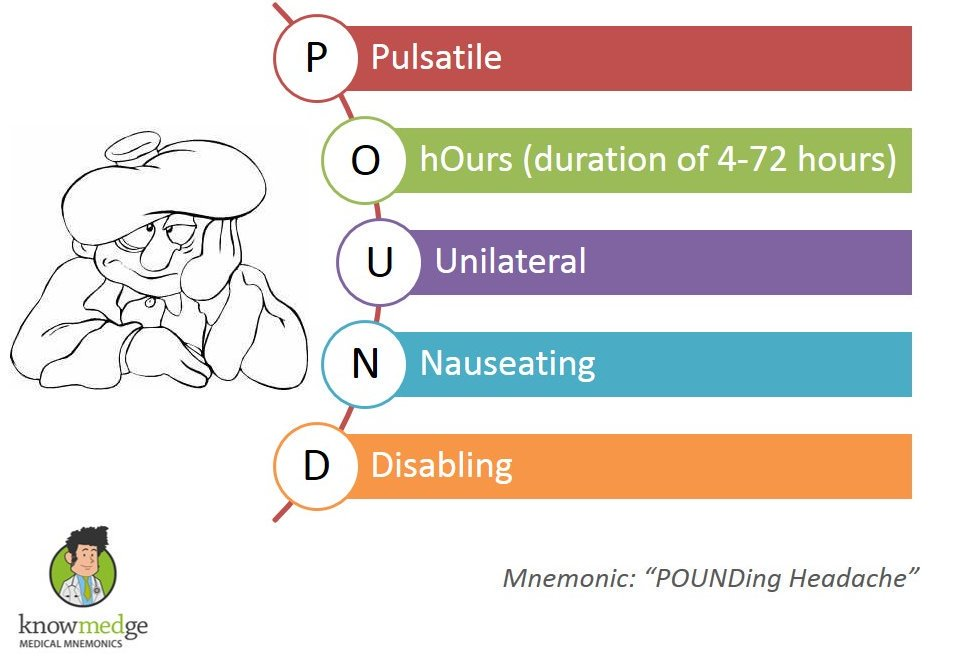 P Pulsatile
O hOurs (duration of 4-72 hours)
U Unilateral
N Nauseating
D Disabling
Mnemonic: “POUNDing Headache”
knowmedge
MEDICAL MNEMONICS